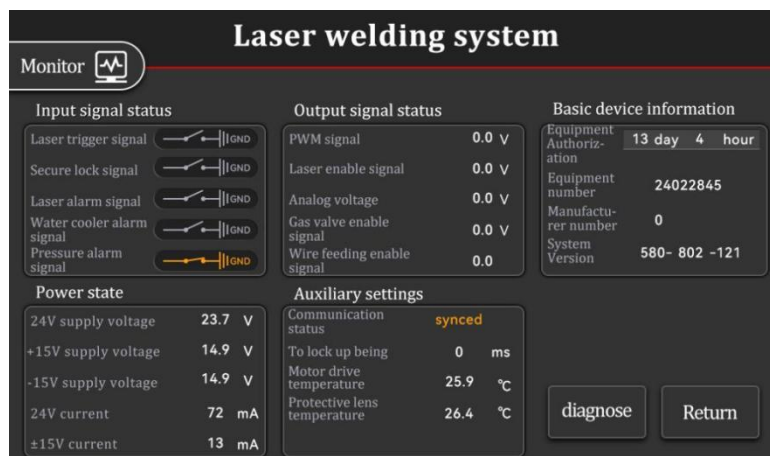 Laser welding system
Monitor
Input signal status
Laser trigger signal GND
Secure lock signal GND
Laser alarm signal GND
Water cooler alarm
signal GND
Pressure alarm
signal GND
Output signal status
PWM signal 0.0 V
Laser enable signal 0.0 V
Analog voltage 0.0 V
Gas valve enable
signal 0.0 V
Wire feeding enable
signal 0.0
Basic device information
Equipment
Authoriz-
ation 13 day 4 hour
Equipment
number 24022845
Manufactu-
rer number 0
System
Version 580- 802 -121
Power state
24V supply voltage 23.7 V
+15V supply voltage 14.9 V
-15V supply voltage 14.9 V
24V current 72 mA
±15V current 13 mA
Auxiliary settings
Communication
status synced
To lock up being 0 ms
Motor drive
temperature 25.9 °C
Protective lens
temperature 26.4 °C
diagnose
Return